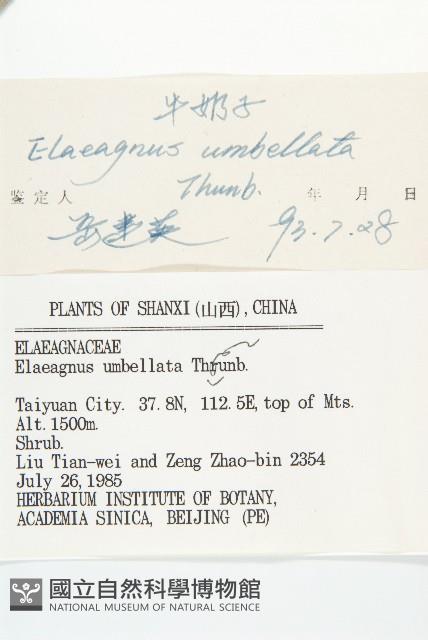 牛奶子
Elaeagnus umbellata
Thunb.
鉴定人 年 月 日
岳建英 93.7.28
PLANTS OF SHANXI (山西), CHINA
ELAEAGNACEAE
Elaeagnus umbellata Thrunb.
Taiyuan City. 37.8N, 112.5E, top of Mts.
Alt. 1500m.
Shrub.
Liu Tian-wei and Zeng Zhao-bin 2354
July 26, 1985
HERBARIUM INSTITUTE OF BOTANY,
ACADEMIA SINICA, BEIJING (PE)
國立自然科學博物館
NATIONAL MUSEUM OF NATURAL SCIENCE